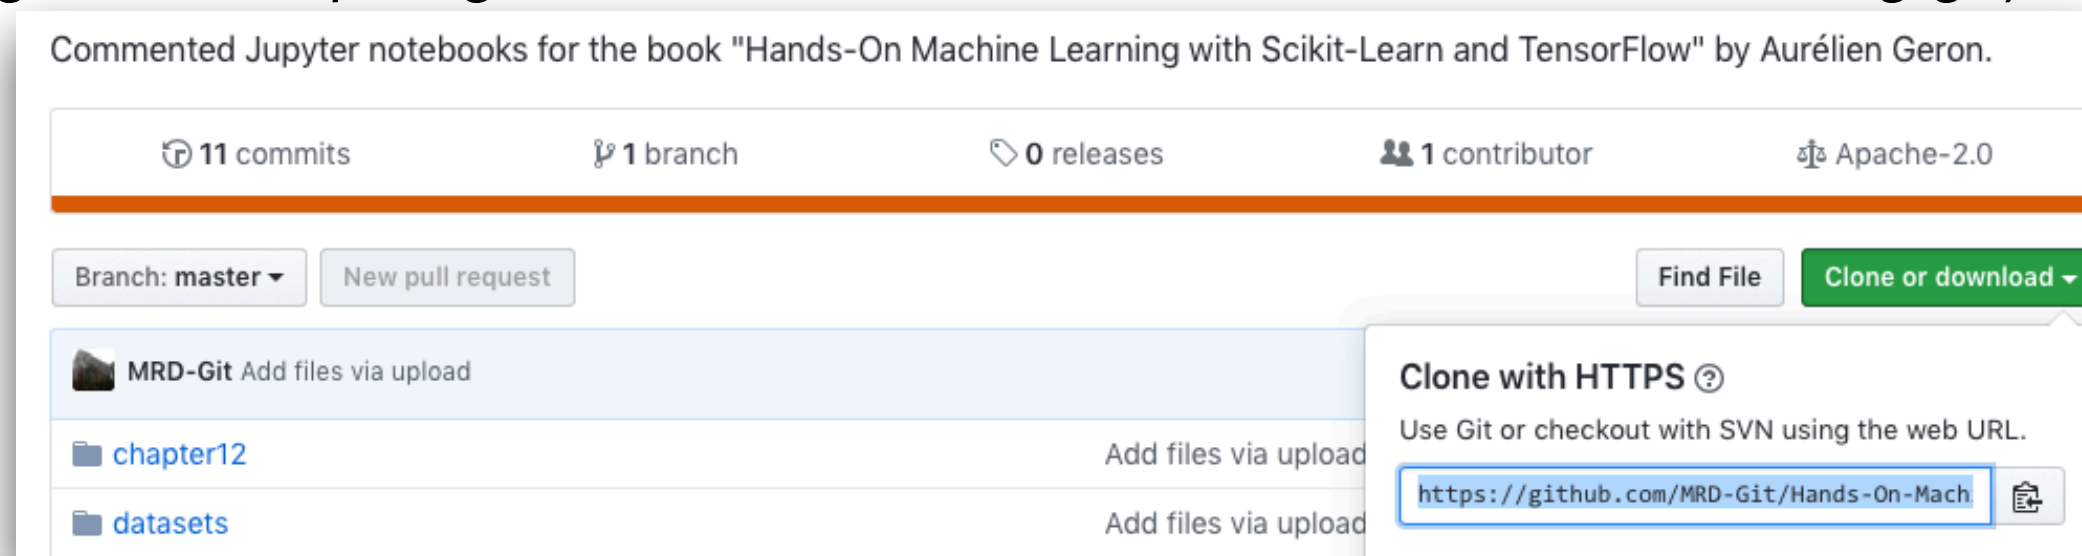 Commented Jupyter notebooks for the book "Hands-On Machine Learning with Scikit-Learn and TensorFlow" by Aurélien Geron.
11 commits 1 branch 0 releases 1 contributor Apache-2.0
Branch: master New pull request Find File Clone or download
MRD-Git Add files via upload
Clone with HTTPS
Use Git or checkout with SVN using the web URL.
chapter12 Add files via upload
https://github.com/MRD-Git/Hands-On-Mach
datasets Add files via upload